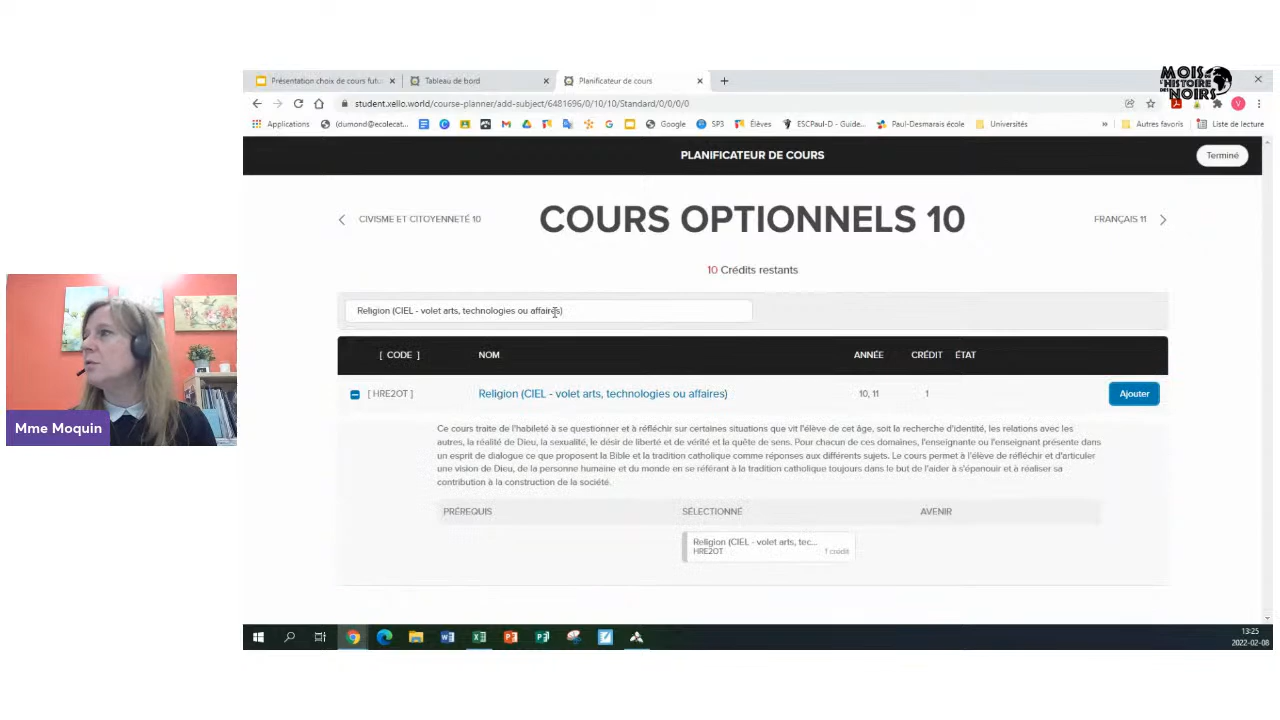 MOIS DE
L'HISTOIRE
DES NOIRS
Présentation choix de cours futu
Tableau de bord
Planificateur de cours
student.xello.world/course-planner/add-subject/6481696/0/10/10/Standard/0/0/0/0
Applications
(dumond@ecolecat...
Google
SP3
Élèves
ESCPaul-D - Guide...
Paul-Desmarais école
Universités
»
Autres favoris
Liste de lecture
PLANIFICATEUR DE COURS
Terminé
CIVISME ET CITOYENNETÉ 10
COURS OPTIONNELS 10
FRANÇAIS 11
10 Crédits restants
Religion (CIEL - volet arts, technologies ou affaires)
[ CODE ] NOM ANNÉE CRÉDIT ÉTAT
[ HRE2OT ] Religion (CIEL - volet arts, technologies ou affaires) 10, 11 1 Ajouter
Ce cours traite de l'habileté à se questionner et à réfléchir sur certaines situations que vit l'élève de cet âge, soit la recherche d'identité, les relations avec les
autres, la réalité de Dieu, la sexualité, le désir de liberté et de vérité et la quête de sens. Pour chacun de ces domaines, l'enseignante ou l'enseignant présente dans
un esprit de dialogue ce que proposent la Bible et la tradition catholique comme réponses aux différents sujets. Le cours permet à l'élève de réfléchir et d'articuler
une vision de Dieu, de la personne humaine et du monde en se référant à la tradition catholique toujours dans le but de l'aider à s'épanouir et à réaliser sa
contribution à la construction de la société.
PRÉREQUIS SÉLECTIONNÉ AVENIR
Religion (CIEL - volet arts, tec...
HRE2OT 1 crédit
Mme Moquin
13:25
2022-02-08